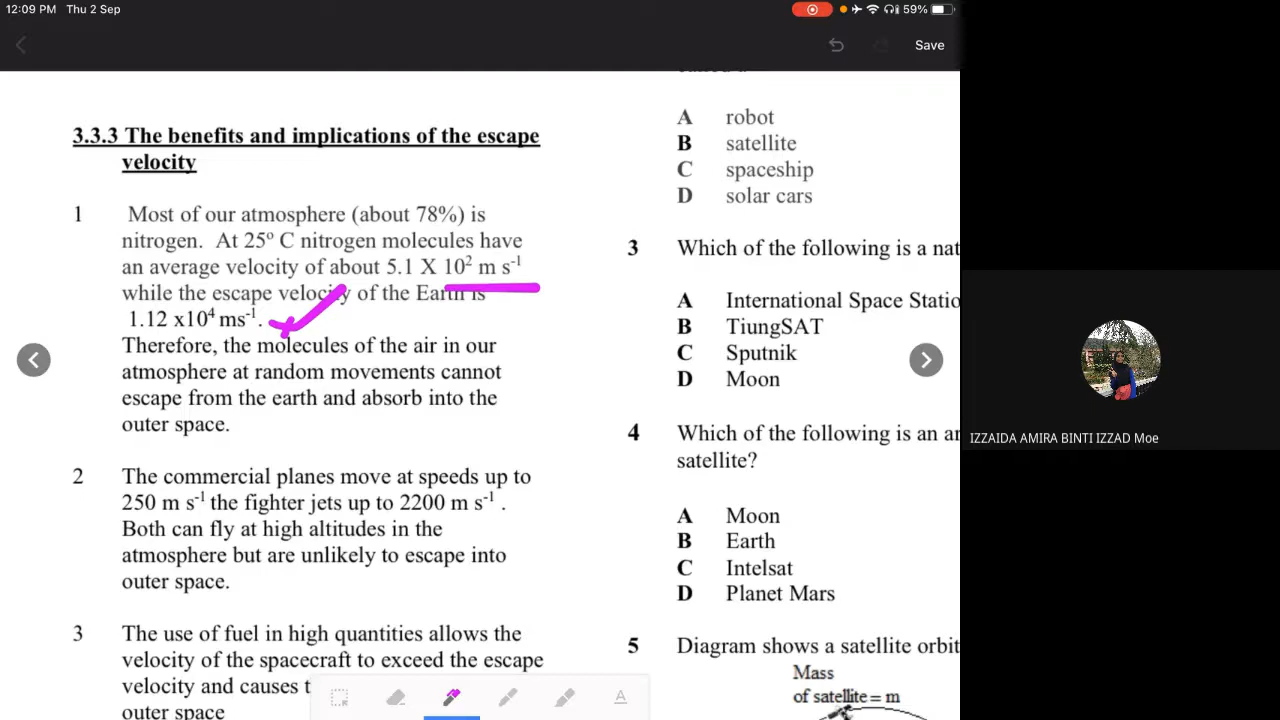 12:09 PM Thu 2 Sep
59%
Save
3.3.3 The benefits and implications of the escape
velocity
1 Most of our atmosphere (about 78%) is
nitrogen. At 25º C nitrogen molecules have
an average velocity of about 5.1 X 10² m s⁻¹
while the escape velocity of the Earth is
1.12 x10⁴ ms⁻¹.
Therefore, the molecules of the air in our
atmosphere at random movements cannot
escape from the earth and absorb into the
outer space.
2 The commercial planes move at speeds up to
250 m s⁻¹ the fighter jets up to 2200 m s⁻¹ .
Both can fly at high altitudes in the
atmosphere but are unlikely to escape into
outer space.
3 The use of fuel in high quantities allows the
velocity of the spacecraft to exceed the escape
velocity and causes t
outer space
A robot
B satellite
C spaceship
D solar cars
3 Which of the following is a nat
A International Space Statio
B TiungSAT
C Sputnik
D Moon
4 Which of the following is an ar
satellite?
A Moon
B Earth
C Intelsat
D Planet Mars
5 Diagram shows a satellite orbit
Mass
of satellite = m
A
IZZAIDA AMIRA BINTI IZZAD Moe